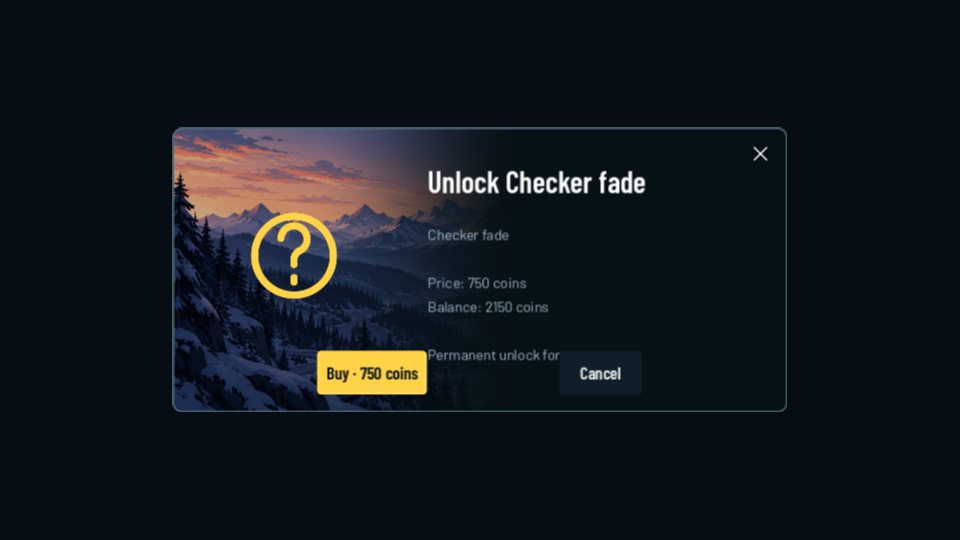 Unlock Checker fade
Checker fade
Price: 750 coins
Balance: 2150 coins
Permanent unlock for
Buy · 750 coins
Cancel